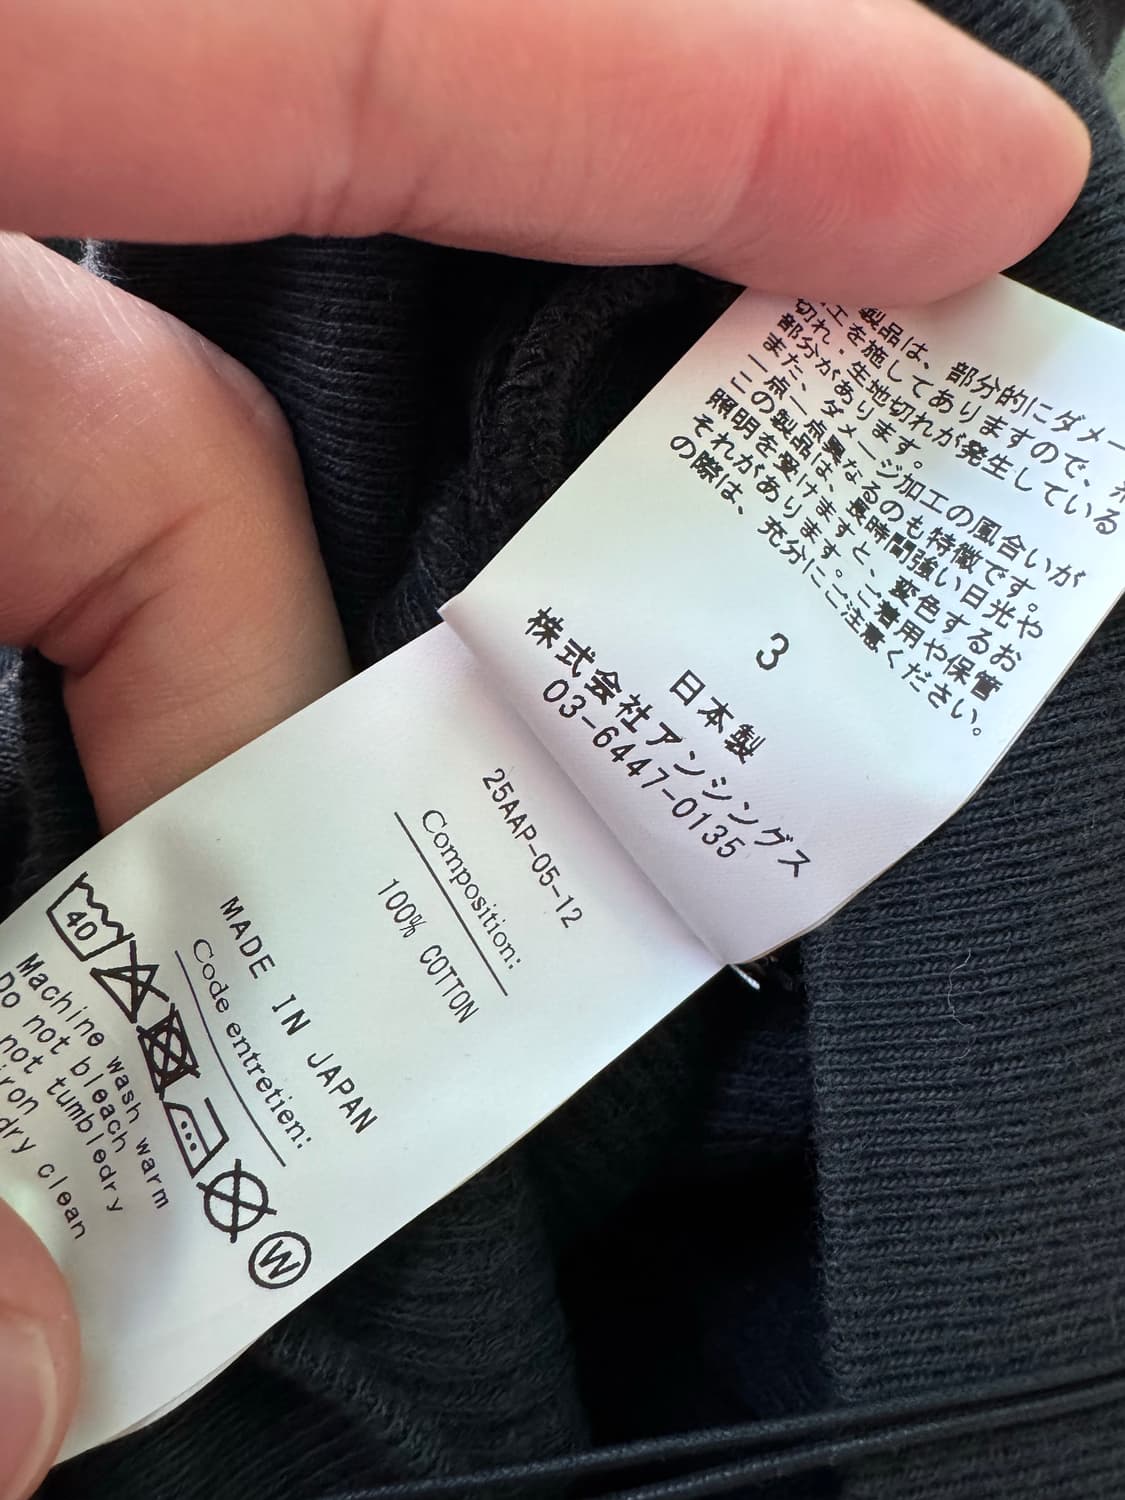 製品は、部分的にダメー
工を施してありますので、糸
切れ・生地切れが発生している
部分があります。
また、ダメージ加工の風合いが
一点一点異なるのも特徴です。
この製品は、長時間強い日光や
照明を受けますと、変色するお
それがあります。ご着用や保管
の際は、充分にご注意ください。
3
日本製
株式会社アンシングス
03-6447-0135
25AAP-05-12
Composition:
100% COTTON
MADE IN JAPAN
Code entretien:
40
W
Machine wash warm
Do not bleach
not tumbledry
iron
dry clean